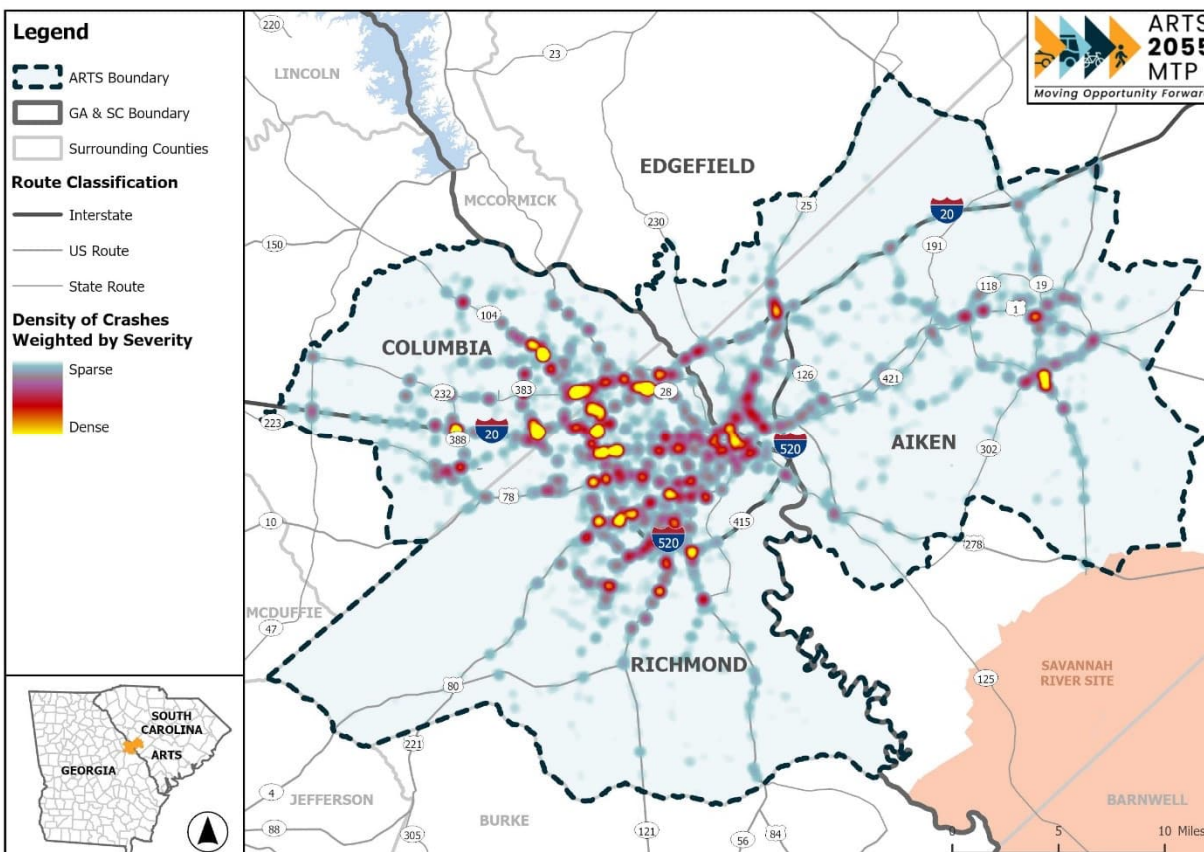 Legend
ARTS Boundary
GA & SC Boundary
Surrounding Counties
Route Classification
Interstate
US Route
State Route
Density of Crashes
Weighted by Severity
Sparse
Dense
SOUTH
CAROLINA
ARTS
GEORGIA
ARTS
2055
MTP
Moving Opportunity Forward
220
23
LINCOLN
EDGEFIELD
MCCORMICK
25
20
230
191
150
118
19
104
1
COLUMBIA
126
421
232
383
28
223
388
20
520
AIKEN
302
78
10
415
520
278
MCDUFFIE
47
RICHMOND
SAVANNAH
RIVER SITE
125
80
221
4
JEFFERSON
BARNWELL
88
BURKE
305
121
56
84
0
5
10 Miles